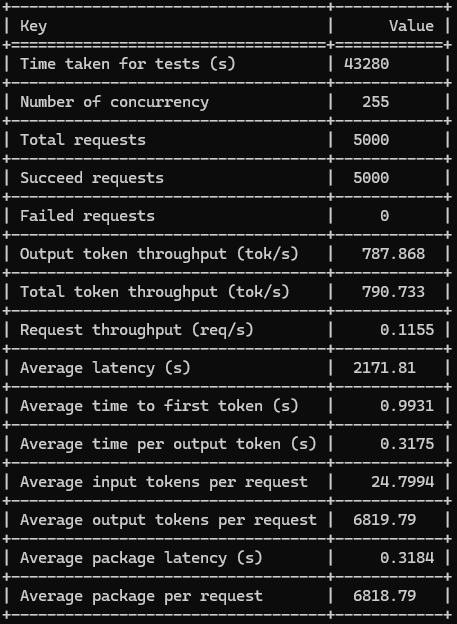 Key Value
Time taken for tests (s) 43280
Number of concurrency 255
Total requests 5000
Succeed requests 5000
Failed requests 0
Output token throughput (tok/s) 787.868
Total token throughput (tok/s) 790.733
Request throughput (req/s) 0.1155
Average latency (s) 2171.81
Average time to first token (s) 0.9931
Average time per output token (s) 0.3175
Average input tokens per request 24.7994
Average output tokens per request 6819.79
Average package latency (s) 0.3184
Average package per request 6818.79